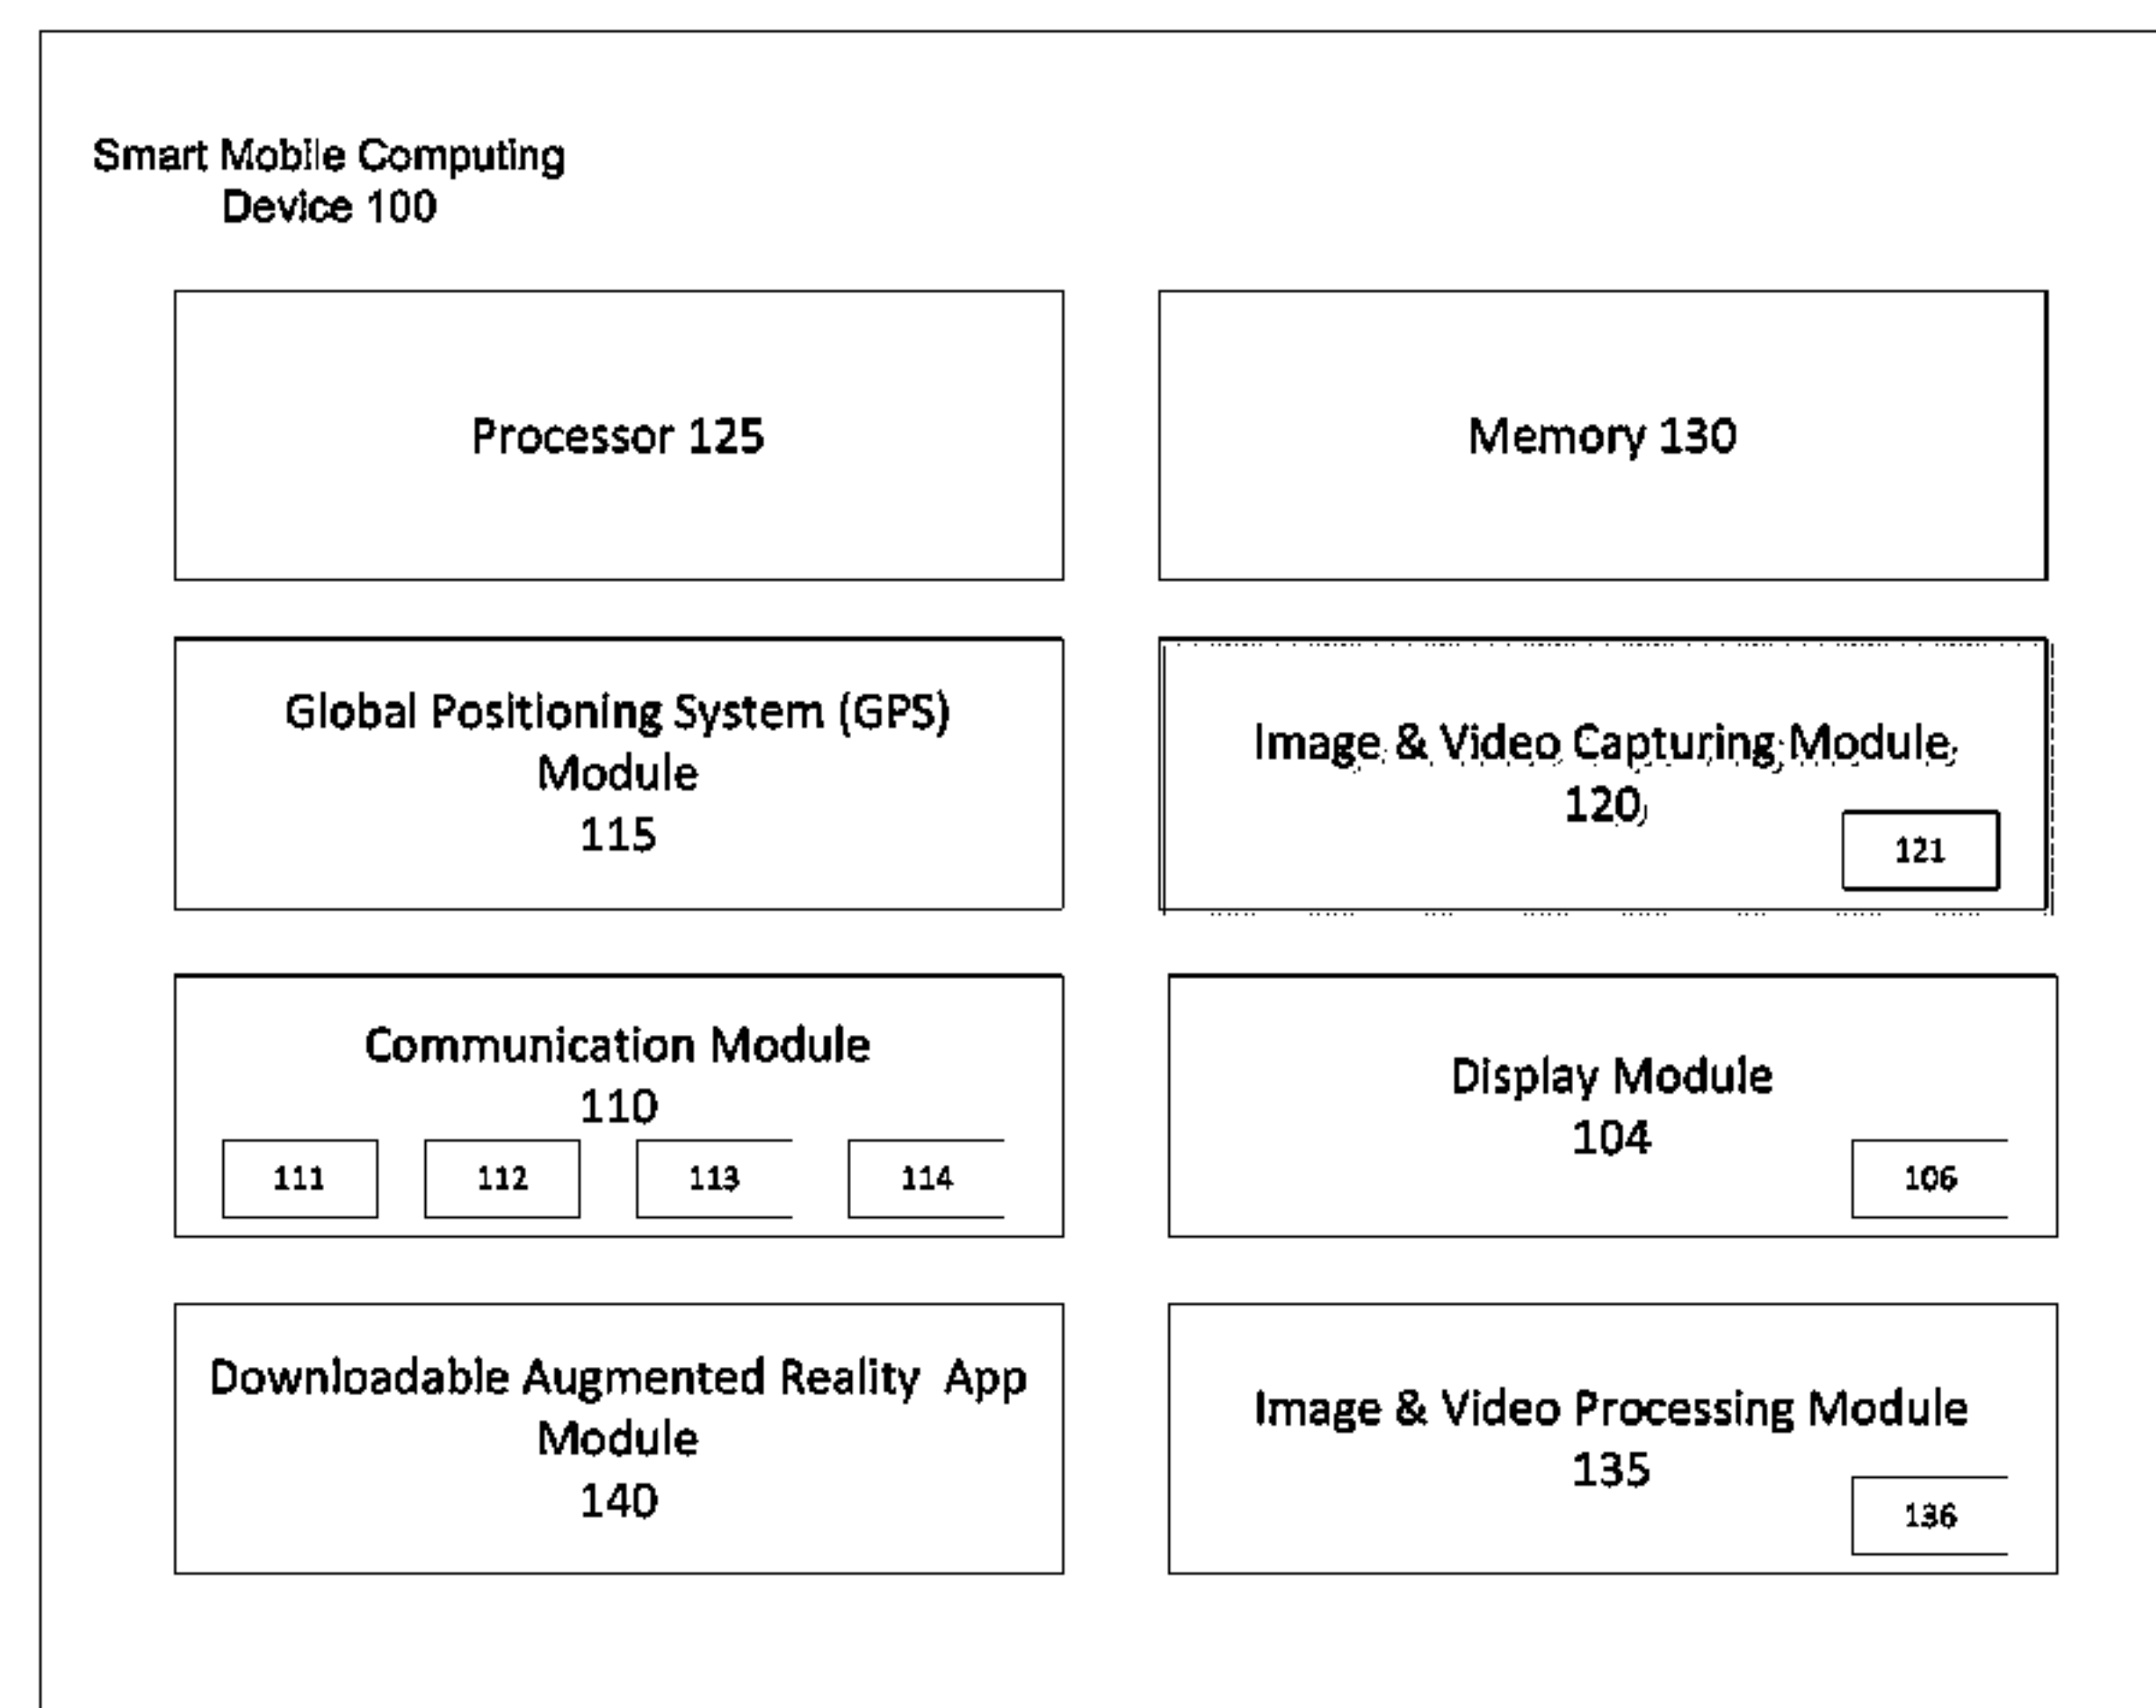 Smart Mobile Computing
Device 100
Processor 125
Memory 130
Global Positioning System (GPS)
Module
115
Image & Video Capturing Module
120
121
Communication Module
110
111
112
113
114
Display Module
104
106
Downloadable Augmented Reality App
Module
140
Image & Video Processing Module
135
136